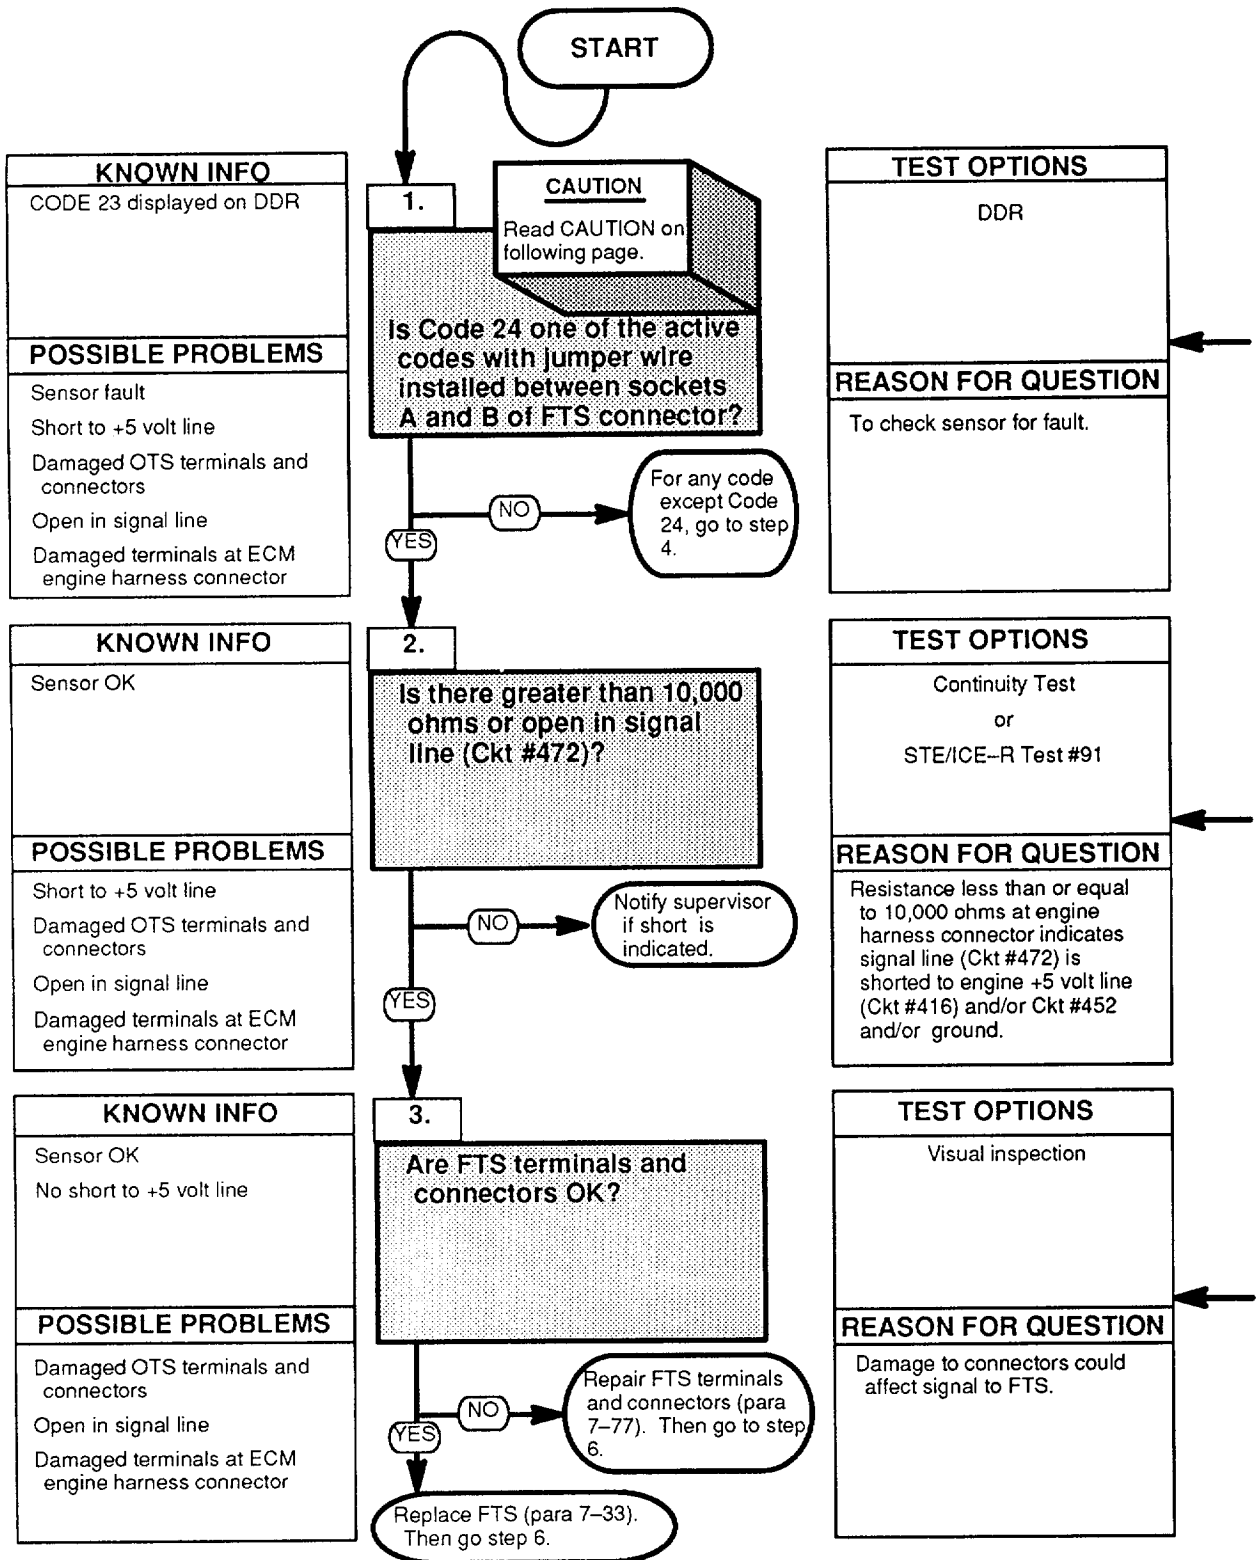 START
KNOWN INFO
CODE 23 displayed on DDR
POSSIBLE PROBLEMS
Sensor fault
Short to +5 volt line
Damaged OTS terminals and
connectors
Open in signal line
Damaged terminals at ECM
engine harness connector
1.
CAUTION
Read CAUTION on
following page.
Is Code 24 one of the active
codes with jumper wire
installed between sockets
A and B of FTS connector?
NO
For any code
except Code
24, go to step
4.
YES
TEST OPTIONS
DDR
REASON FOR QUESTION
To check sensor for fault.
KNOWN INFO
Sensor OK
POSSIBLE PROBLEMS
Short to +5 volt line
Damaged OTS terminals and
connectors
Open in signal line
Damaged terminals at ECM
engine harness connector
2.
Is there greater than 10,000
ohms or open in signal
line (Ckt #472)?
NO
Notify supervisor
if short is
indicated.
YES
TEST OPTIONS
Continuity Test
or
STE/ICE–R Test #91
REASON FOR QUESTION
Resistance less than or equal
to 10,000 ohms at engine
harness connector indicates
signal line (Ckt #472) is
shorted to engine +5 volt line
(Ckt #416) and/or Ckt #452
and/or ground.
KNOWN INFO
Sensor OK
No short to +5 volt line
POSSIBLE PROBLEMS
Damaged OTS terminals and
connectors
Open in signal line
Damaged terminals at ECM
engine harness connector
3.
Are FTS terminals and
connectors OK?
NO
Repair FTS terminals
and connectors (para
7–77). Then go to step
6.
YES
Replace FTS (para 7–33).
Then go step 6.
TEST OPTIONS
Visual inspection
REASON FOR QUESTION
Damage to connectors could
affect signal to FTS.